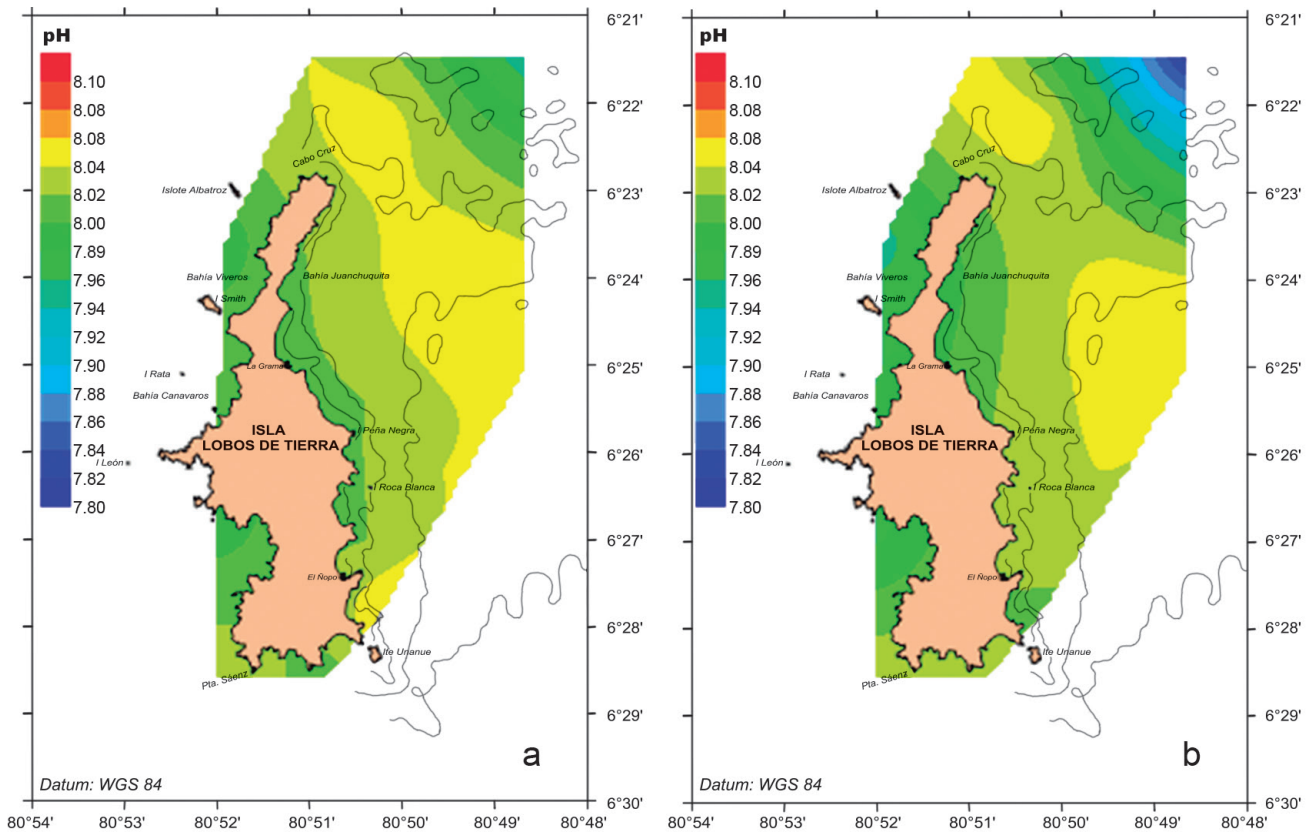 pH
8.10
8.08
8.08
8.04
8.02
8.00
7.89
7.96
7.94
7.92
7.90
7.88
7.86
7.84
7.82
7.80
Cabo Cruz
Islote Albatroz
Bahía Viveros
Bahía Juanchuquita
I Smith
La Grama
I Rata
Bahía Canavaros
ISLA
LOBOS DE TIERRA
I Peña Negra
I León
I Roca Blanca
El Ñopo
Ite Unanue
Pta. Sáenz
a
Datum: WGS 84
6°21'
6°22'
6°23'
6°24'
6°25'
6°26'
6°27'
6°28'
6°29'
6°30'
80°54' 80°53' 80°52' 80°51' 80°50' 80°49' 80°48'
pH
8.10
8.08
8.08
8.04
8.02
8.00
7.89
7.96
7.94
7.92
7.90
7.88
7.86
7.84
7.82
7.80
Cabo Cruz
Islote Albatroz
Bahía Viveros
Bahía Juanchuquita
I Smith
La Grama
I Rata
Bahía Canavaros
ISLA
LOBOS DE TIERRA
I Peña Negra
I León
I Roca Blanca
El Ñopo
Ite Unanue
Pta. Sáenz
b
Datum: WGS 84
6°21'
6°22'
6°23'
6°24'
6°25'
6°26'
6°27'
6°28'
6°29'
6°30'
80°54' 80°53' 80°52' 80°51' 80°50' 80°49' 80°48'